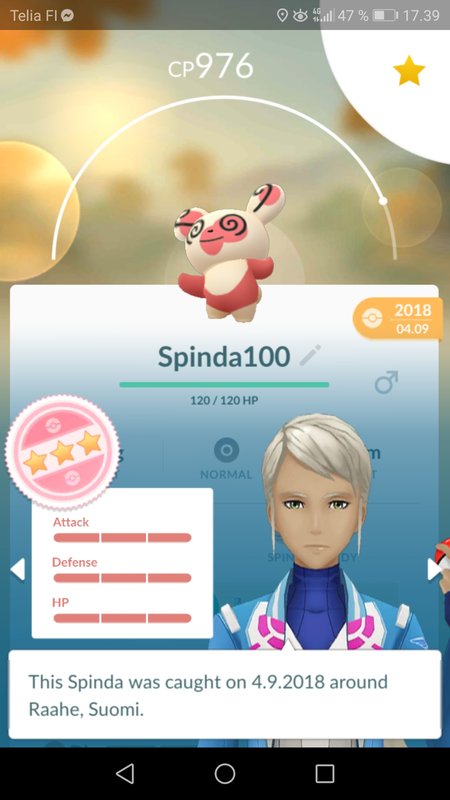 Telia FI 4G 47 % 17.39
CP976
2018
04.09
Spinda100
120 / 120 HP
NORMAL
Attack
Defense
HP
This Spinda was caught on 4.9.2018 around
Raahe, Suomi.